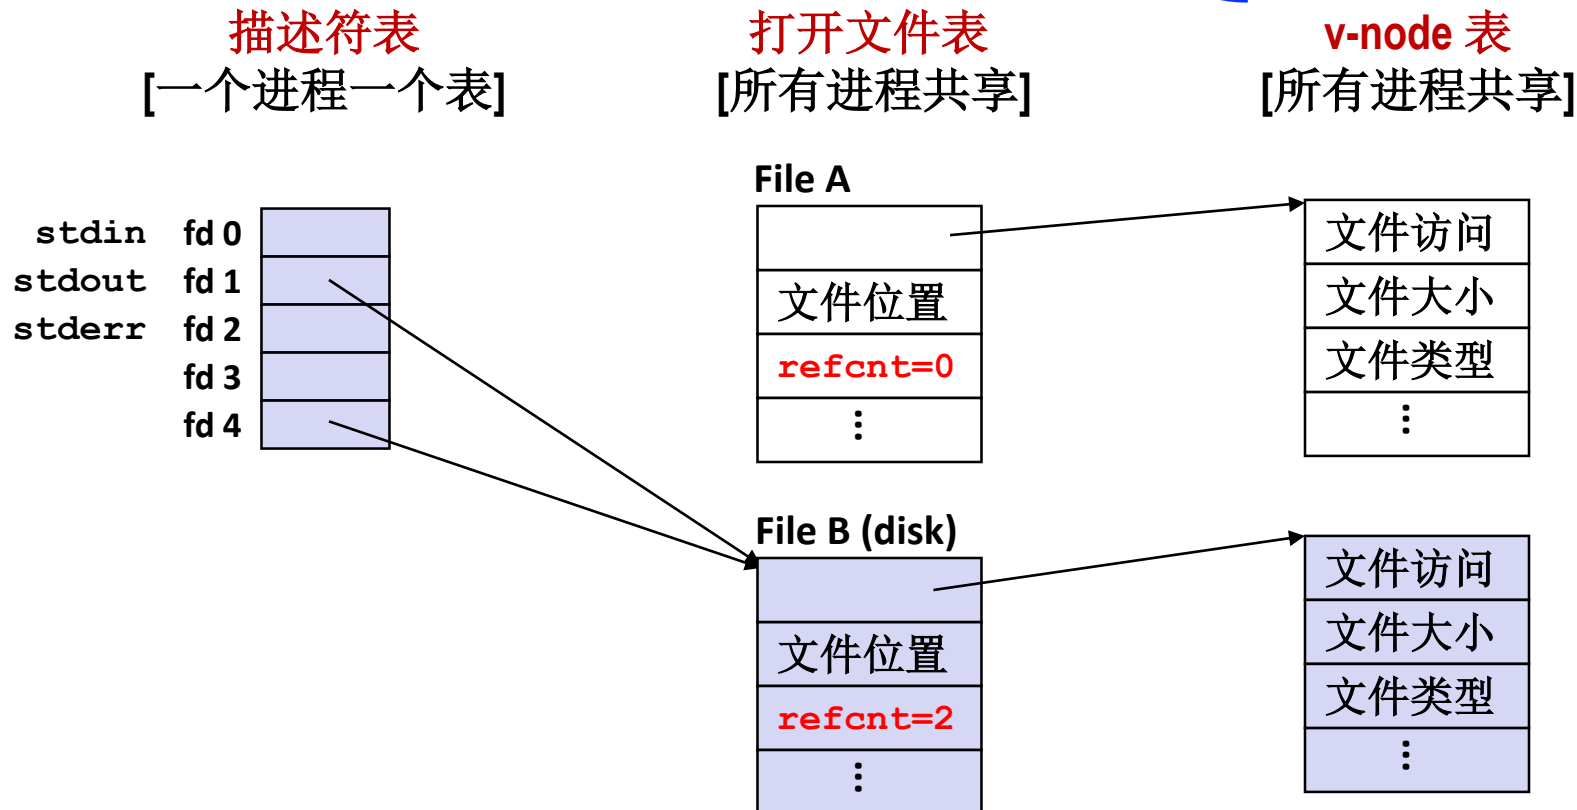 描述符表
[一个进程一个表]
打开文件表
[所有进程共享]
v-node 表
[所有进程共享]
stdin fd 0
stdout fd 1
stderr fd 2
fd 3
fd 4
File A
文件位置
refcnt=0
...
文件访问
文件大小
文件类型
...
File B (disk)
文件位置
refcnt=2
...
文件访问
文件大小
文件类型
...